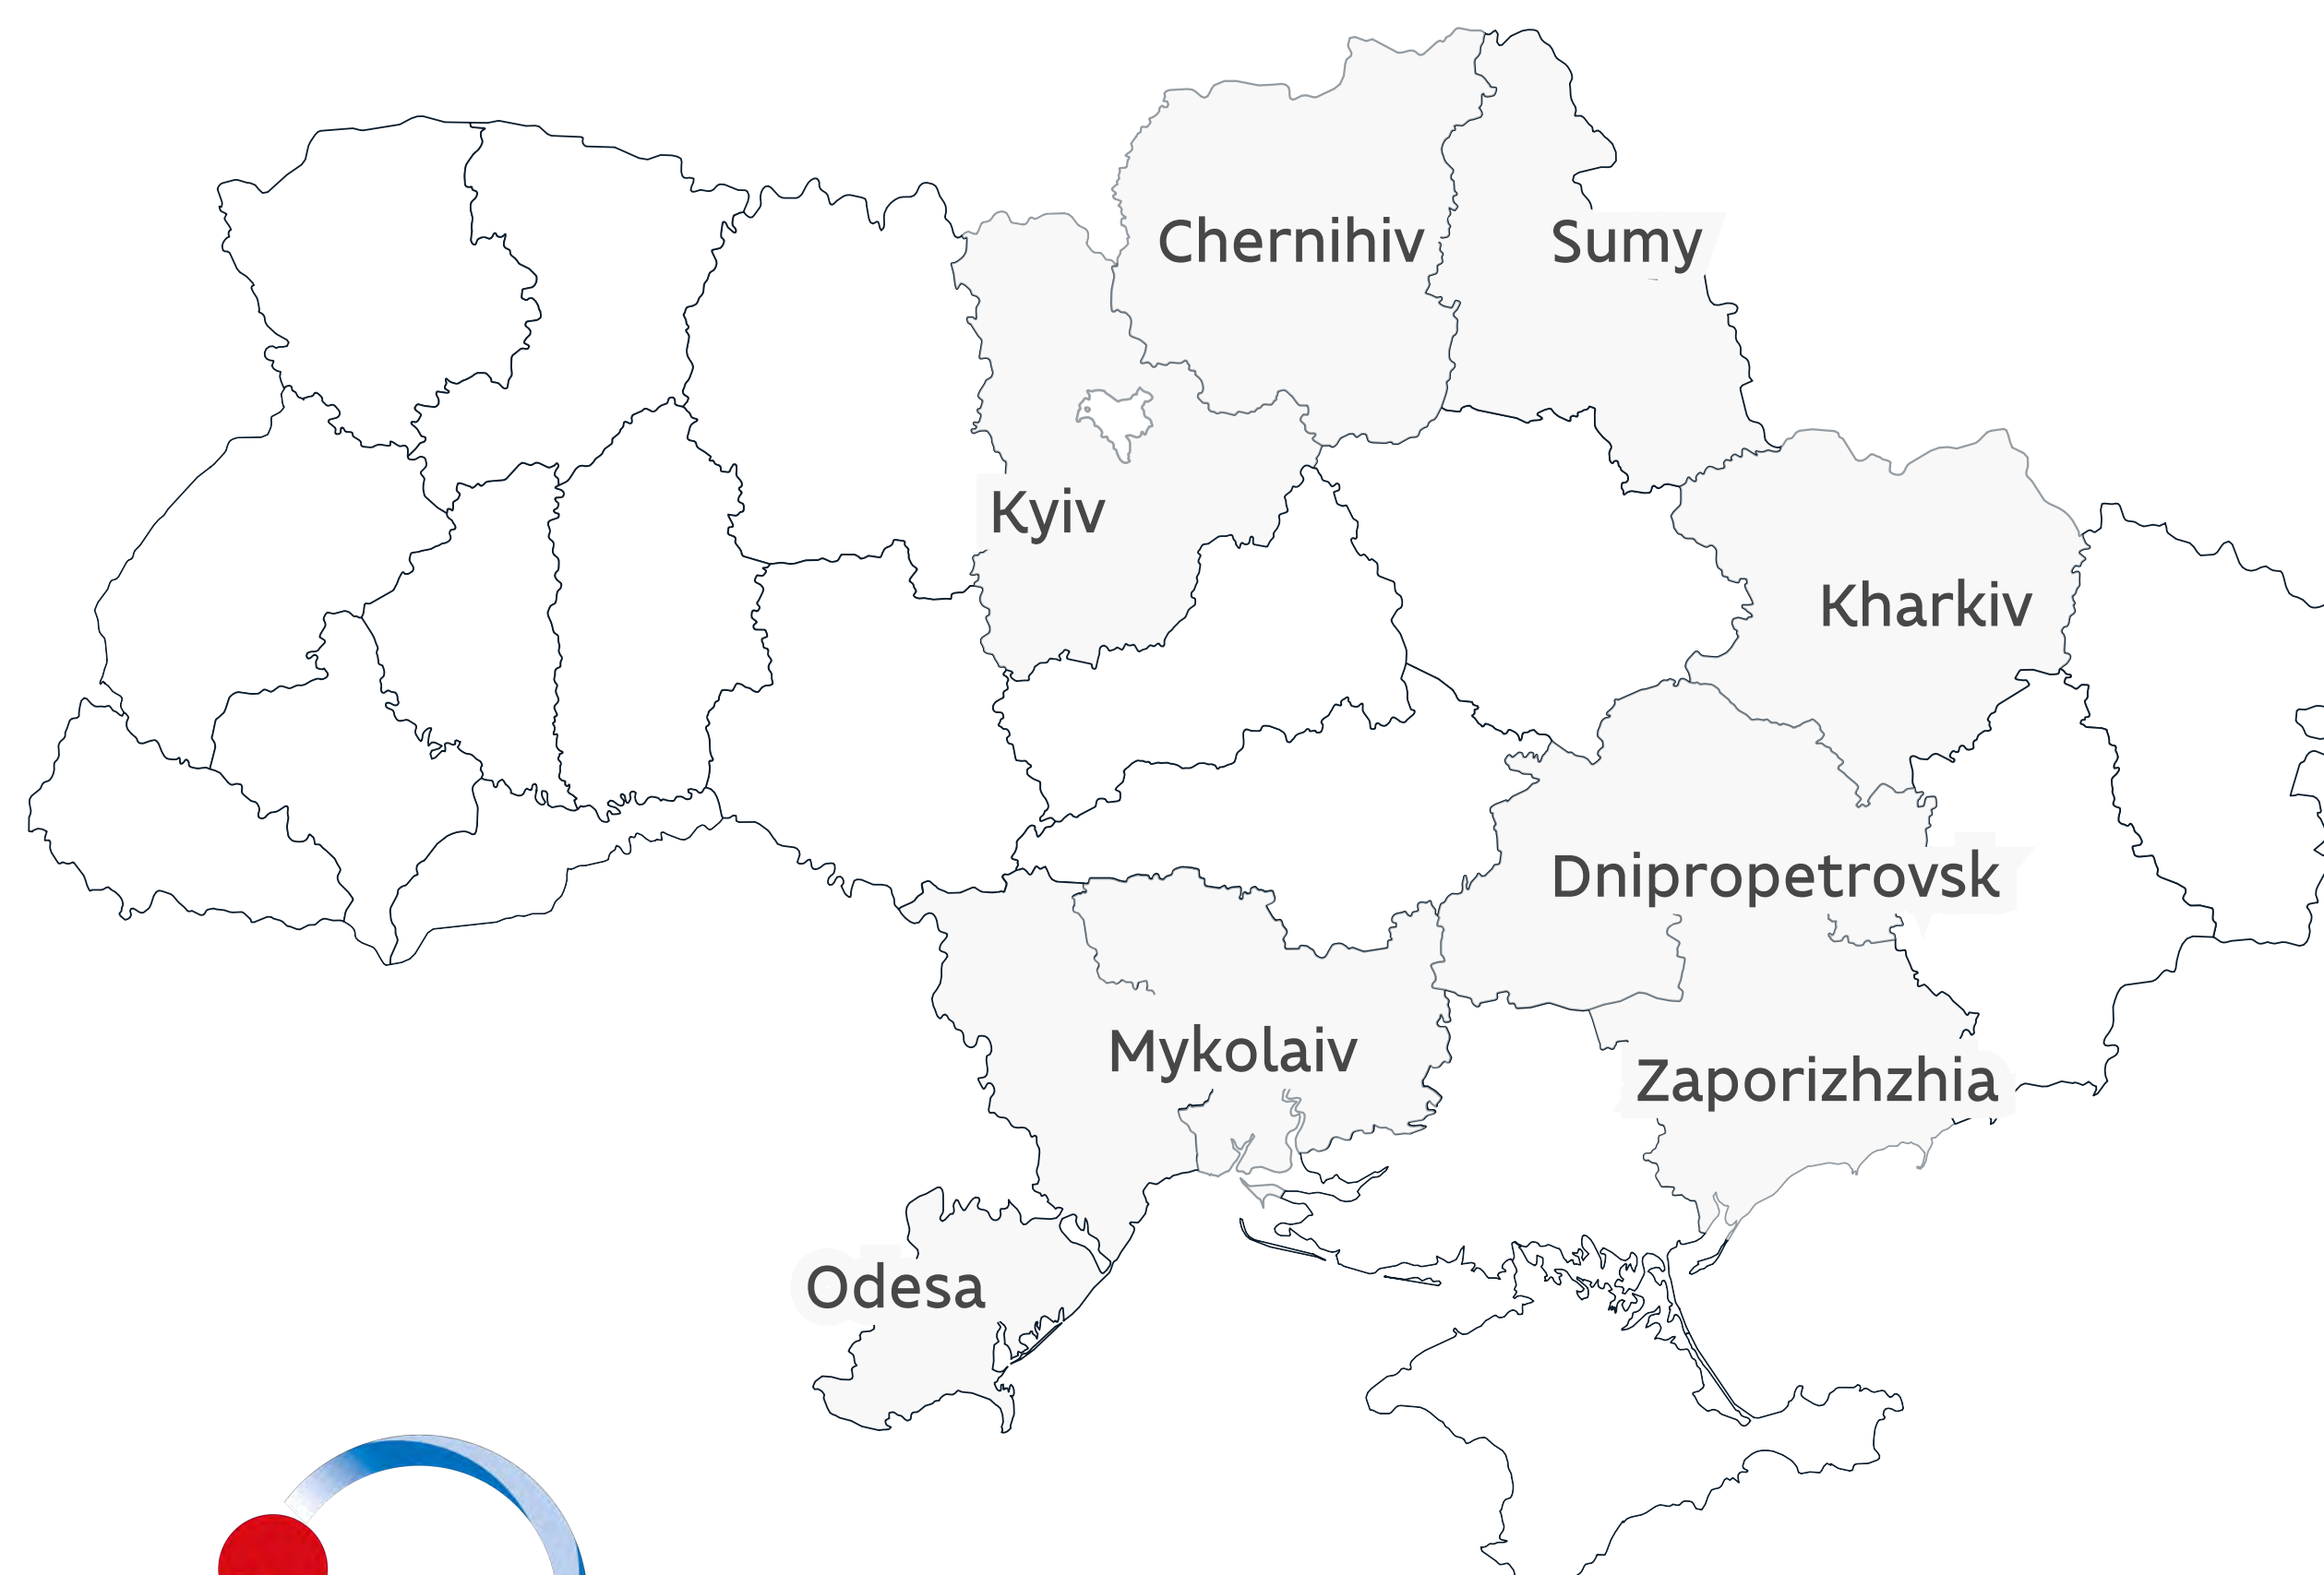 Chernihiv
Sumy
Kyiv
Kharkiv
Dnipropetrovsk
Mykolaiv
Zaporizhzhia
Odesa